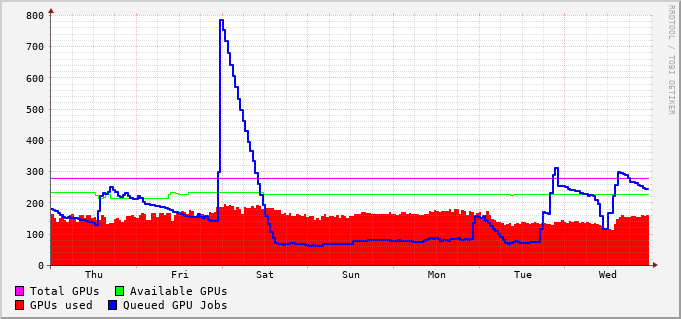 RRDTOOL / TOBI OETIKER
800
700
600
500
400
300
200
100
0
Thu Fri Sat Sun Mon Tue Wed
Total GPUs Available GPUs
GPUs used Queued GPU Jobs